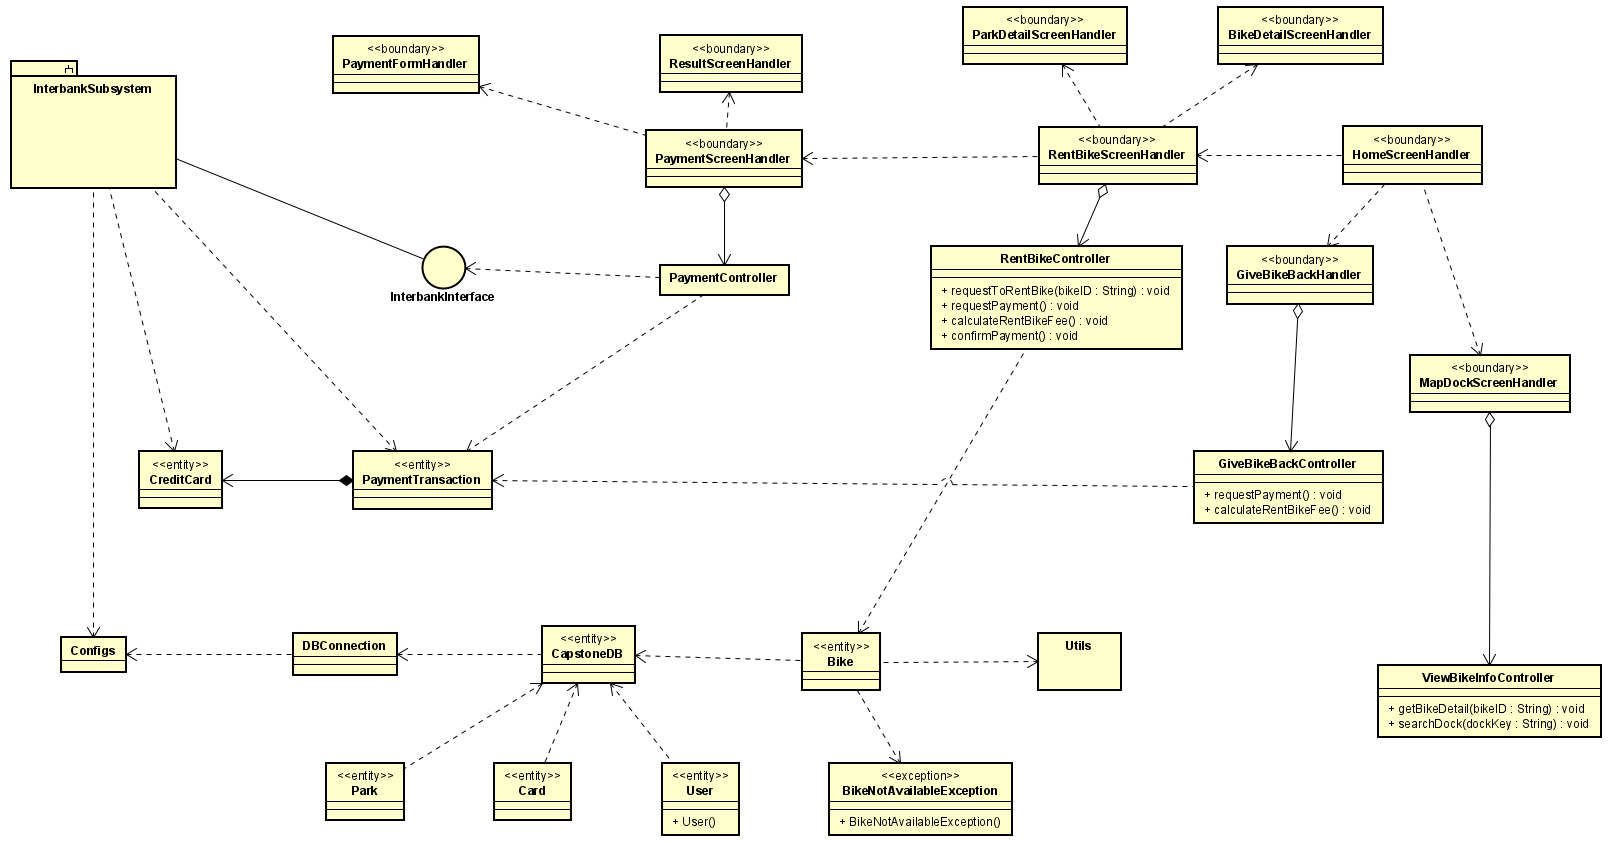 <<boundary>>
ParkDetailScreenHandler
<<boundary>>
BikeDetailScreenHandler
<<boundary>>
PaymentFormHandler
<<boundary>>
ResultScreenHandler
InterbankSubsystem
<<boundary>>
PaymentScreenHandler
<<boundary>>
RentBikeScreenHandler
<<boundary>>
HomeScreenHandler
InterbankInterface
PaymentController
RentBikeController
+ requestToRentBike(bikeID : String) : void
+ requestPayment() : void
+ calculateRentBikeFee() : void
+ confirmPayment() : void
<<boundary>>
GiveBikeBackHandler
<<boundary>>
MapDockScreenHandler
<<entity>>
CreditCard
<<entity>>
PaymentTransaction
GiveBikeBackController
+ requestPayment() : void
+ calculateRentBikeFee() : void
Configs
DBConnection
<<entity>>
CapstoneDB
<<entity>>
Bike
Utils
ViewBikeInfoController
+ getBikeDetail(bikeID : String) : void
+ searchDock(dockKey : String) : void
<<entity>>
Park
<<entity>>
Card
<<entity>>
User
+ User()
<<exception>>
BikeNotAvailableException
+ BikeNotAvailableException()